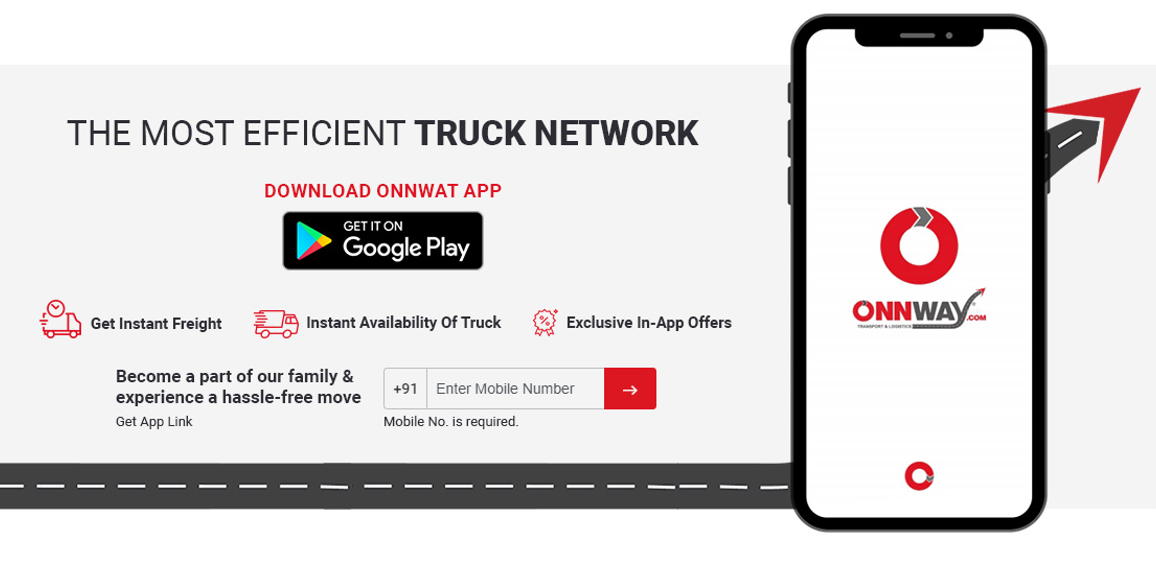 THE MOST EFFICIENT TRUCK NETWORK
DOWNLOAD ONNWAT APP
GET IT ON
Google Play
Get Instant Freight
Instant Availability Of Truck
Exclusive In-App Offers
Become a part of our family &
experience a hassle-free move
Get App Link
+91 Enter Mobile Number
Mobile No. is required.
ONNWAY.COM
TRANSPORT & LOGISTICS